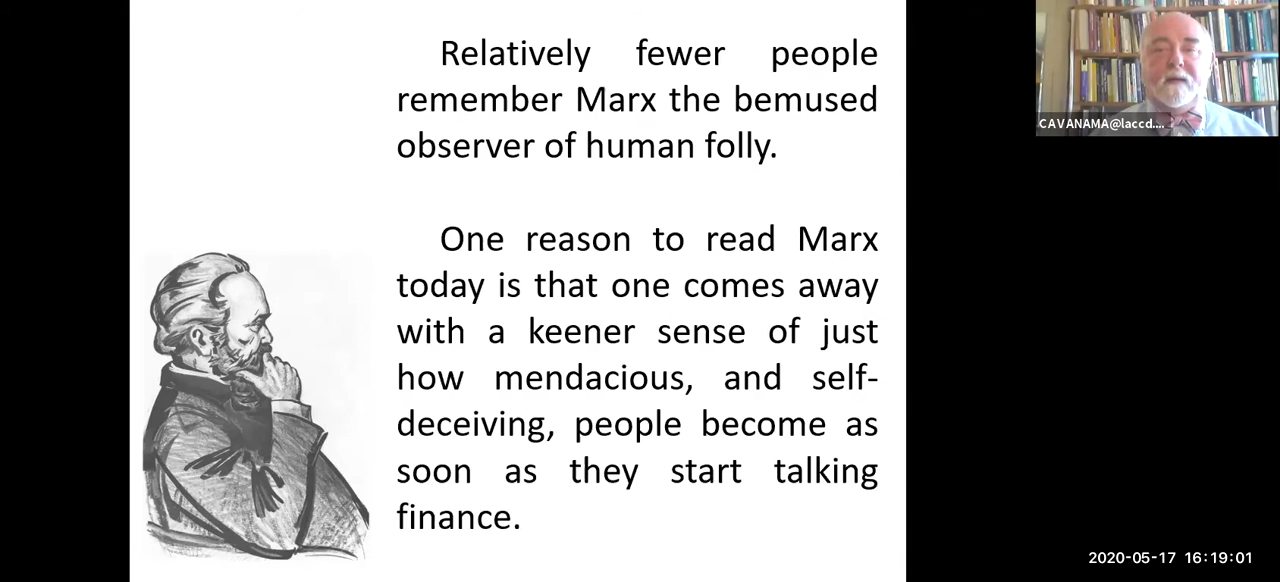 Relatively fewer people
remember Marx the bemused
observer of human folly.
One reason to read Marx
today is that one comes away
with a keener sense of just
how mendacious, and self-
deceiving, people become as
soon as they start talking
finance.
CAVANAMA@laccd....
2020-05-17 16:19:01